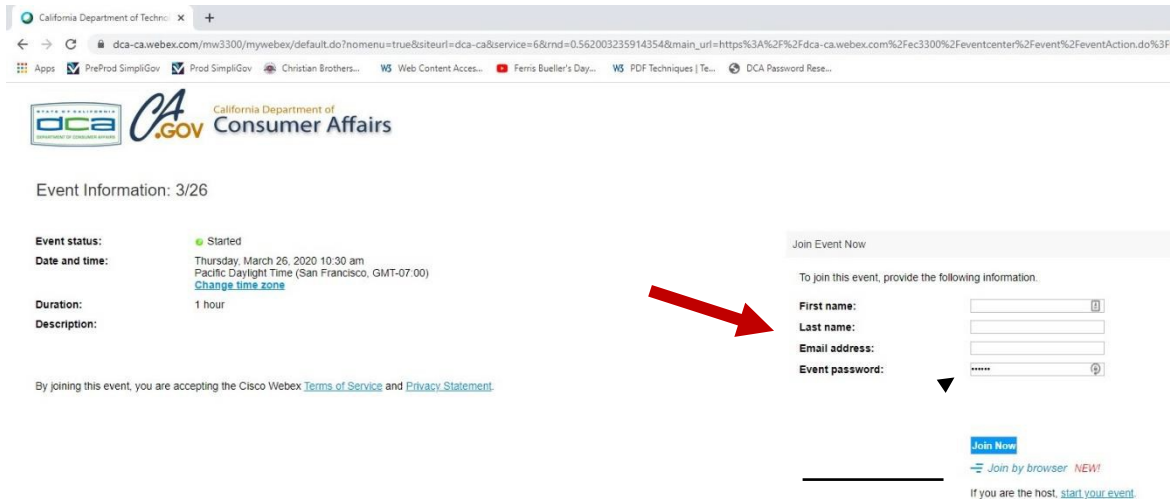 California Department of Techno
dca-ca.webex.com/mw3300/mywebex/default.do?nomenu=true&siteurl=dca-ca&service=6&rnd=0.562003235914354&main_url=https%3A%2F%2Fdca-ca.webex.com%2Fec3300%2Feventcenter%2Fevent%2FeventAction.do%3F
Apps PreProd SimpliGov Prod SimpliGov Christian Brothers... Web Content Acces... Ferris Bueller's Day... PDF Techniques | Te... DCA Password Rese...
STATE OF CALIFORNIA
dca
DEPARTMENT OF CONSUMER AFFAIRS
CA.GOV
California Department of
Consumer Affairs
Event Information: 3/26
Event status: Started
Date and time: Thursday, March 26, 2020 10:30 am
Pacific Daylight Time (San Francisco, GMT-07:00)
Change time zone
Duration: 1 hour
Description:
By joining this event, you are accepting the Cisco Webex Terms of Service and Privacy Statement.
Join Event Now
To join this event, provide the following information.
First name:
Last name:
Email address:
Event password:
Join Now
Join by browser NEW!
If you are the host, start your event.